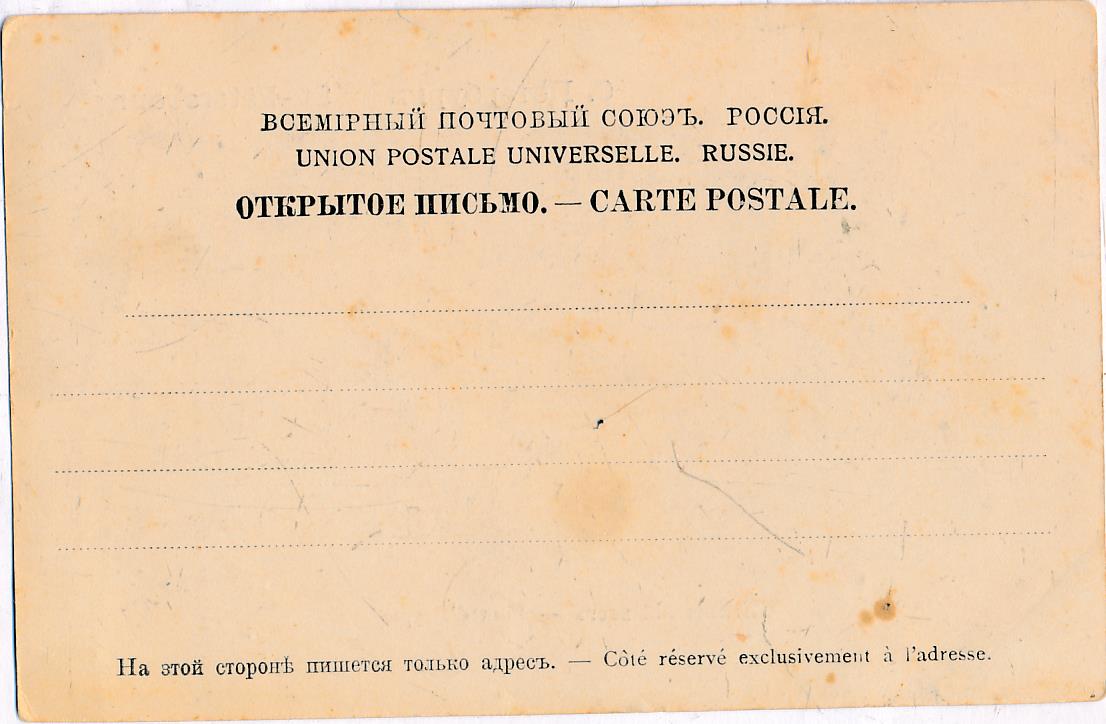 ВСЕМІРНЫЙ ПОЧТОВЫЙ СОЮЭЪ. РОССІЯ.
UNION POSTALE UNIVERSELLE. RUSSIE.
ОТКРЫТОЕ ПИСЬМО. — CARTE POSTALE.
На этой сторонѣ пишется только адресъ. — Côté réservé exclusivement à l'adresse.